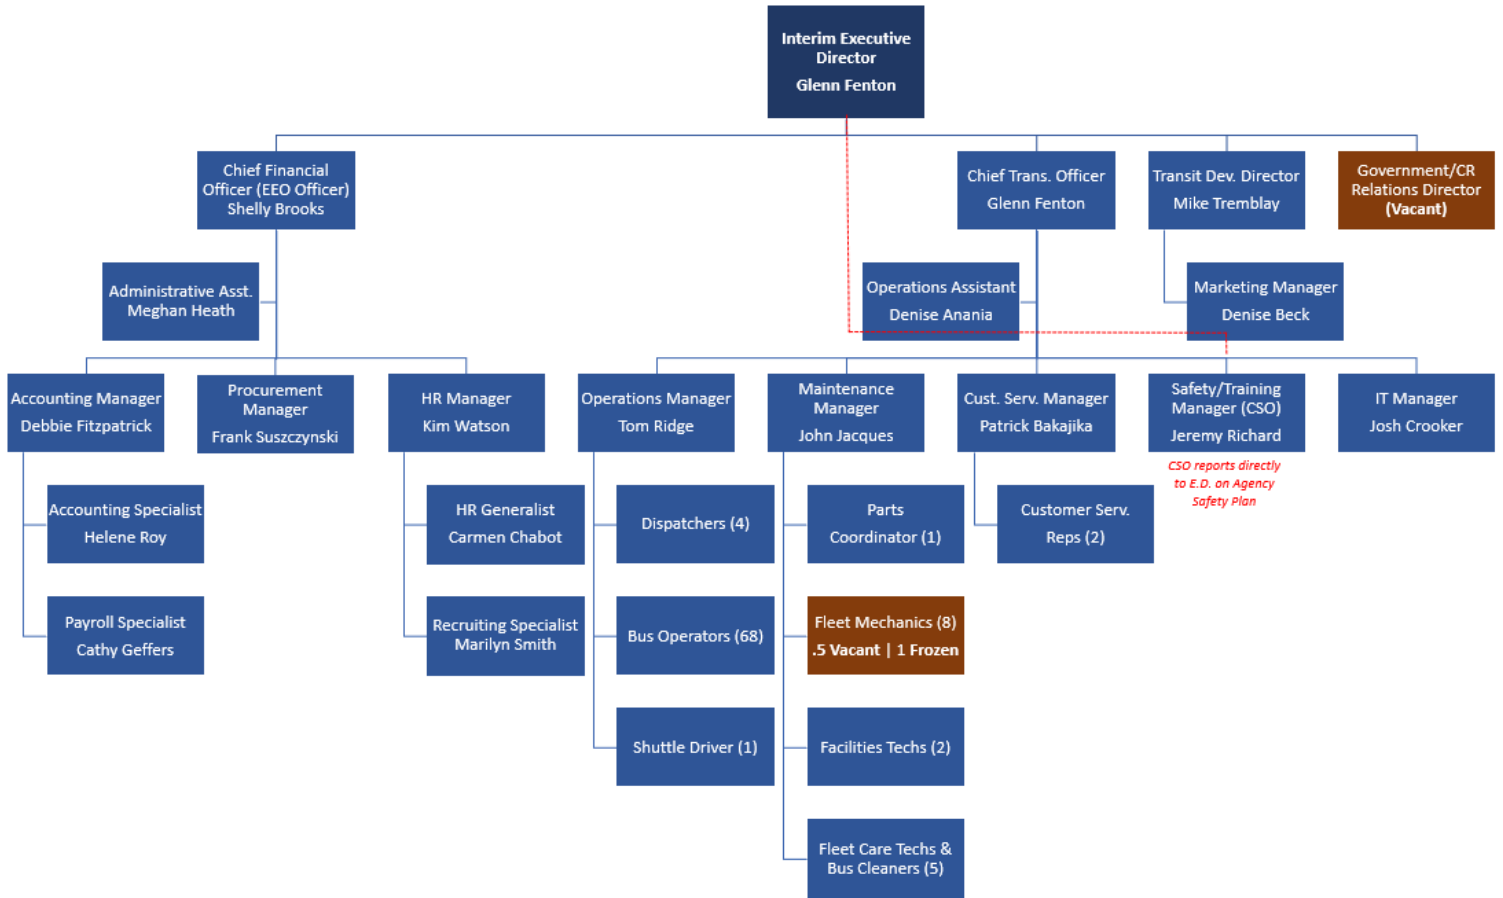 Interim Executive
Director
Glenn Fenton
Chief Financial
Officer (EEO Officer)
Shelly Brooks
Chief Trans. Officer
Glenn Fenton
Transit Dev. Director
Mike Tremblay
Government/CR
Relations Director
(Vacant)
Administrative Asst.
Meghan Heath
Operations Assistant
Denise Anania
Marketing Manager
Denise Beck
Accounting Manager
Debbie Fitzpatrick
Procurement
Manager
Frank Suszczynski
HR Manager
Kim Watson
Operations Manager
Tom Ridge
Maintenance
Manager
John Jacques
Cust. Serv. Manager
Patrick Bakajika
Safety/Training
Manager (CSO)
Jeremy Richard
IT Manager
Josh Crooker
CSO reports directly
to E.D. on Agency
Safety Plan
Accounting Specialist
Helene Roy
HR Generalist
Carmen Chabot
Dispatchers (4)
Parts
Coordinator (1)
Customer Serv.
Reps (2)
Payroll Specialist
Cathy Geffers
Recruiting Specialist
Marilyn Smith
Bus Operators (68)
Fleet Mechanics (8)
.5 Vacant | 1 Frozen
Shuttle Driver (1)
Facilities Techs (2)
Fleet Care Techs &
Bus Cleaners (5)